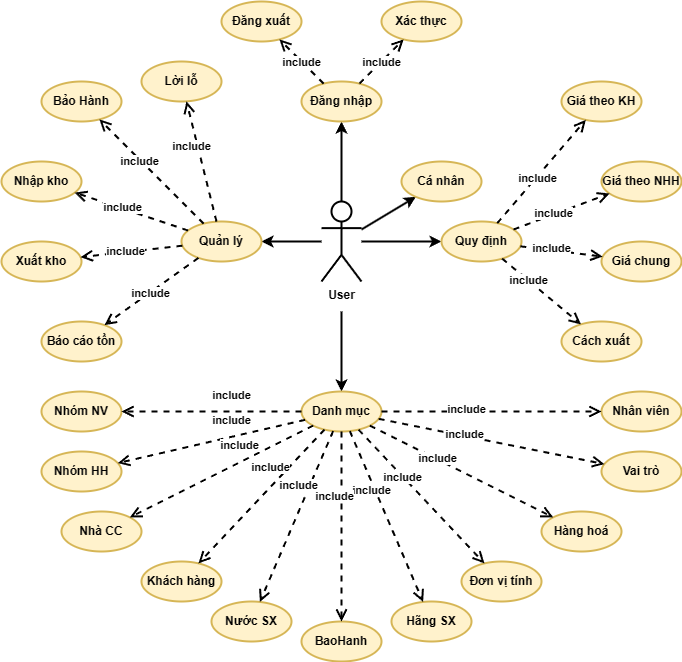 Đăng xuất
Xác thực
include
include
Đăng nhập
Lời lỗ
Bảo Hành
include
include
Nhập kho
include
Quản lý
Xuất kho
include
include
Báo cáo tồn
Cá nhân
User
Giá theo KH
include
Giá theo NHH
include
Quy định
include
Giá chung
include
Cách xuất
Nhóm NV
include
Danh mục
include
Nhân viên
include
include
Nhóm HH
include
include
Vai trò
include
include
include
include
include
Nhà CC
Hàng hoá
Khách hàng
Đơn vị tính
Nước SX
Hãng SX
BaoHanh